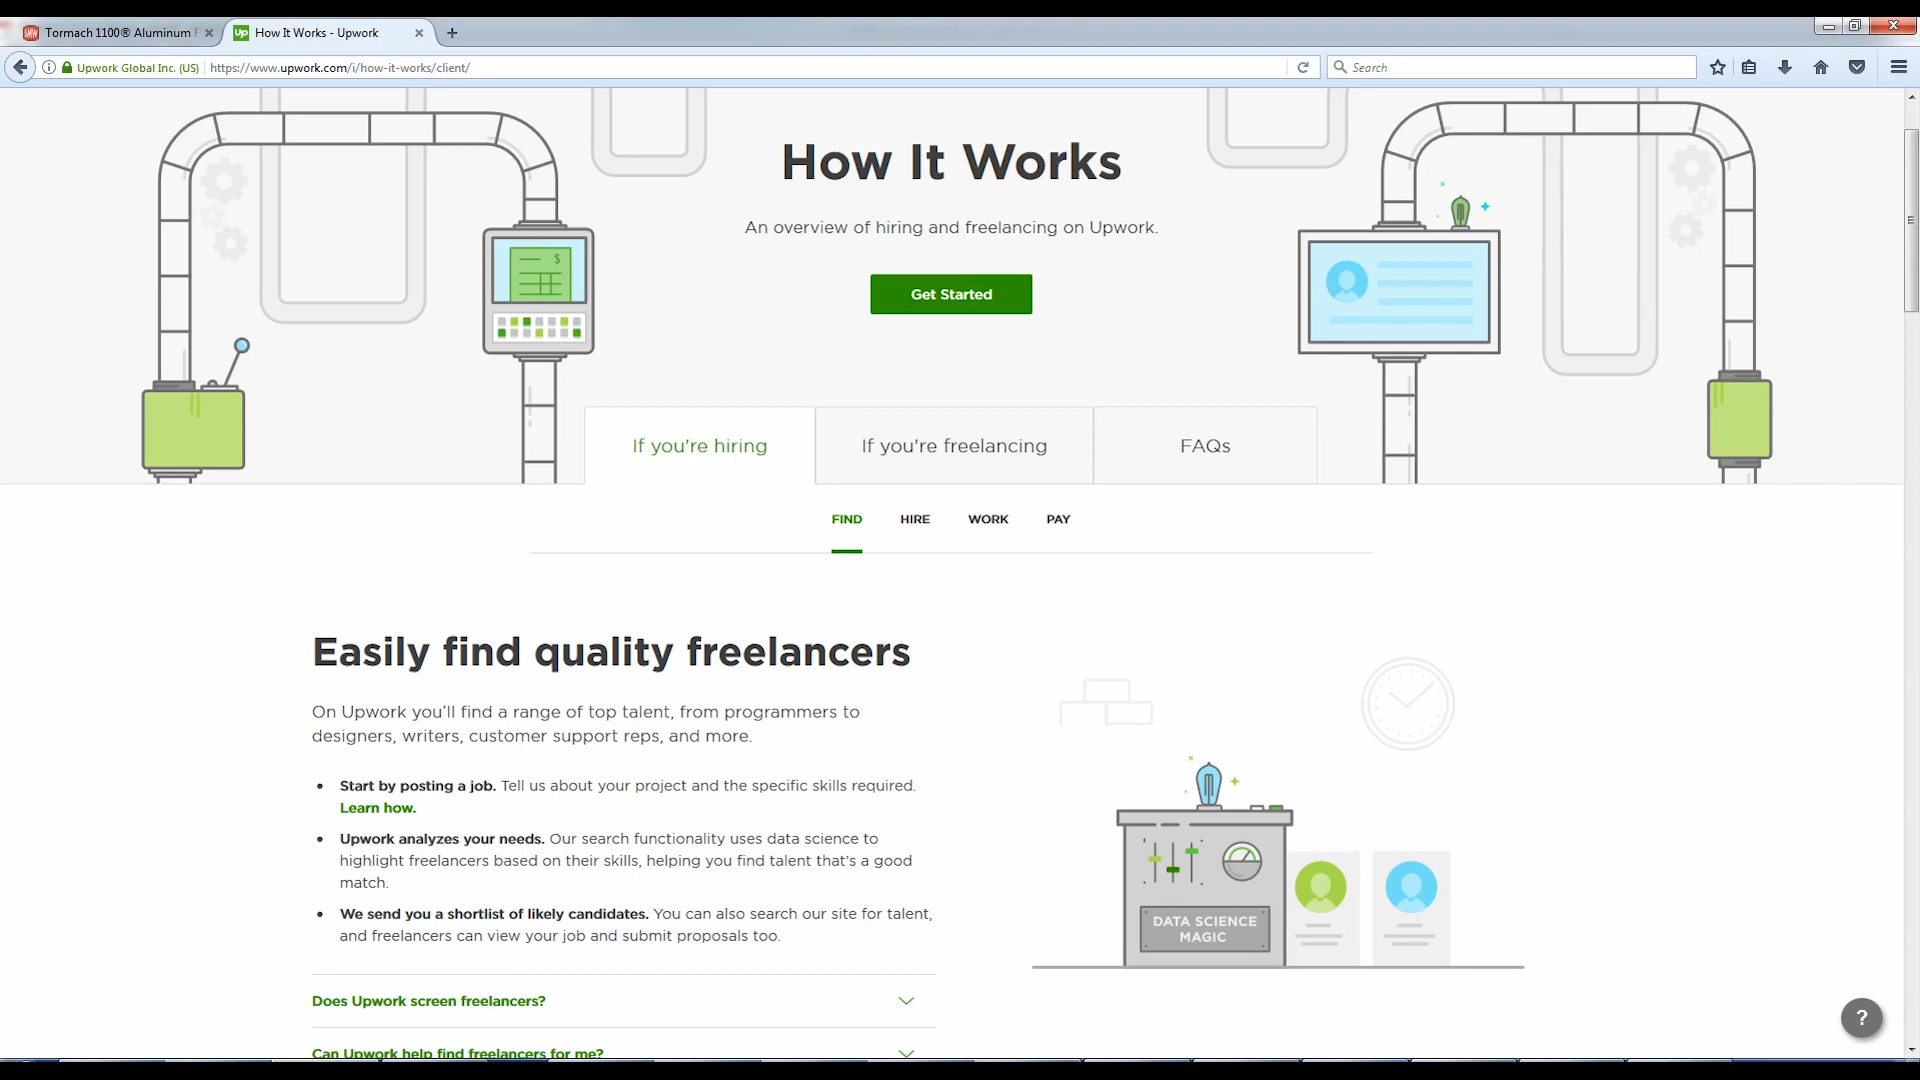 Tormach 1100® Aluminum
How It Works - Upwork
Upwork Global Inc. (US)
https://www.upwork.com/i/how-it-works/client/
Search
How It Works
An overview of hiring and freelancing on Upwork.
Get Started
$
If you're hiring
If you're freelancing
FAQs
FIND
HIRE
WORK
PAY
Easily find quality freelancers
On Upwork you'll find a range of top talent, from programmers to
designers, writers, customer support reps, and more.
Start by posting a job. Tell us about your project and the specific skills required.
Learn how.
Upwork analyzes your needs. Our search functionality uses data science to
highlight freelancers based on their skills, helping you find talent that's a good
match.
We send you a shortlist of likely candidates. You can also search our site for talent,
and freelancers can view your job and submit proposals too.
DATA SCIENCE
MAGIC
Does Upwork screen freelancers?
?
Can Upwork help find freelancers for me?